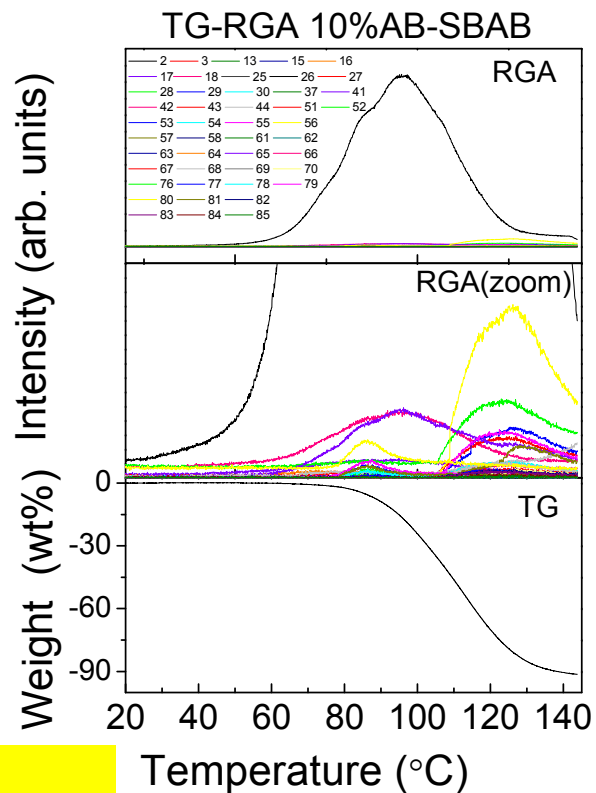 TG-RGA 10%AB-SBAB
RGA
2 3 13 15 16
17 18 25 26 27
28 29 30 37 41
42 43 44 51 52
53 54 55 56
57 58 61 62
63 64 65 66
67 68 69 70
76 77 78 79
80 81 82
83 84 85
Intensity (arb. units)
RGA(zoom)
Weight (wt%)
0
-30
-60
-90
TG
20 40 60 80 100 120 140
Temperature (°C)